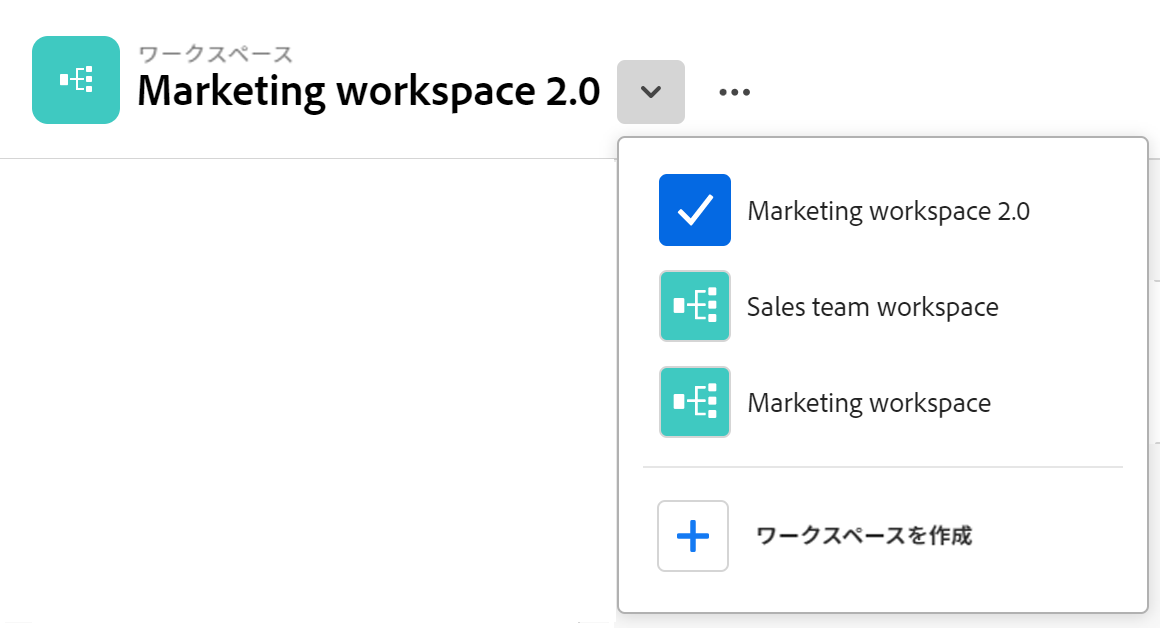 ワークスペース
Marketing workspace 2.0
Marketing workspace 2.0
Sales team workspace
Marketing workspace
ワークスペースを作成